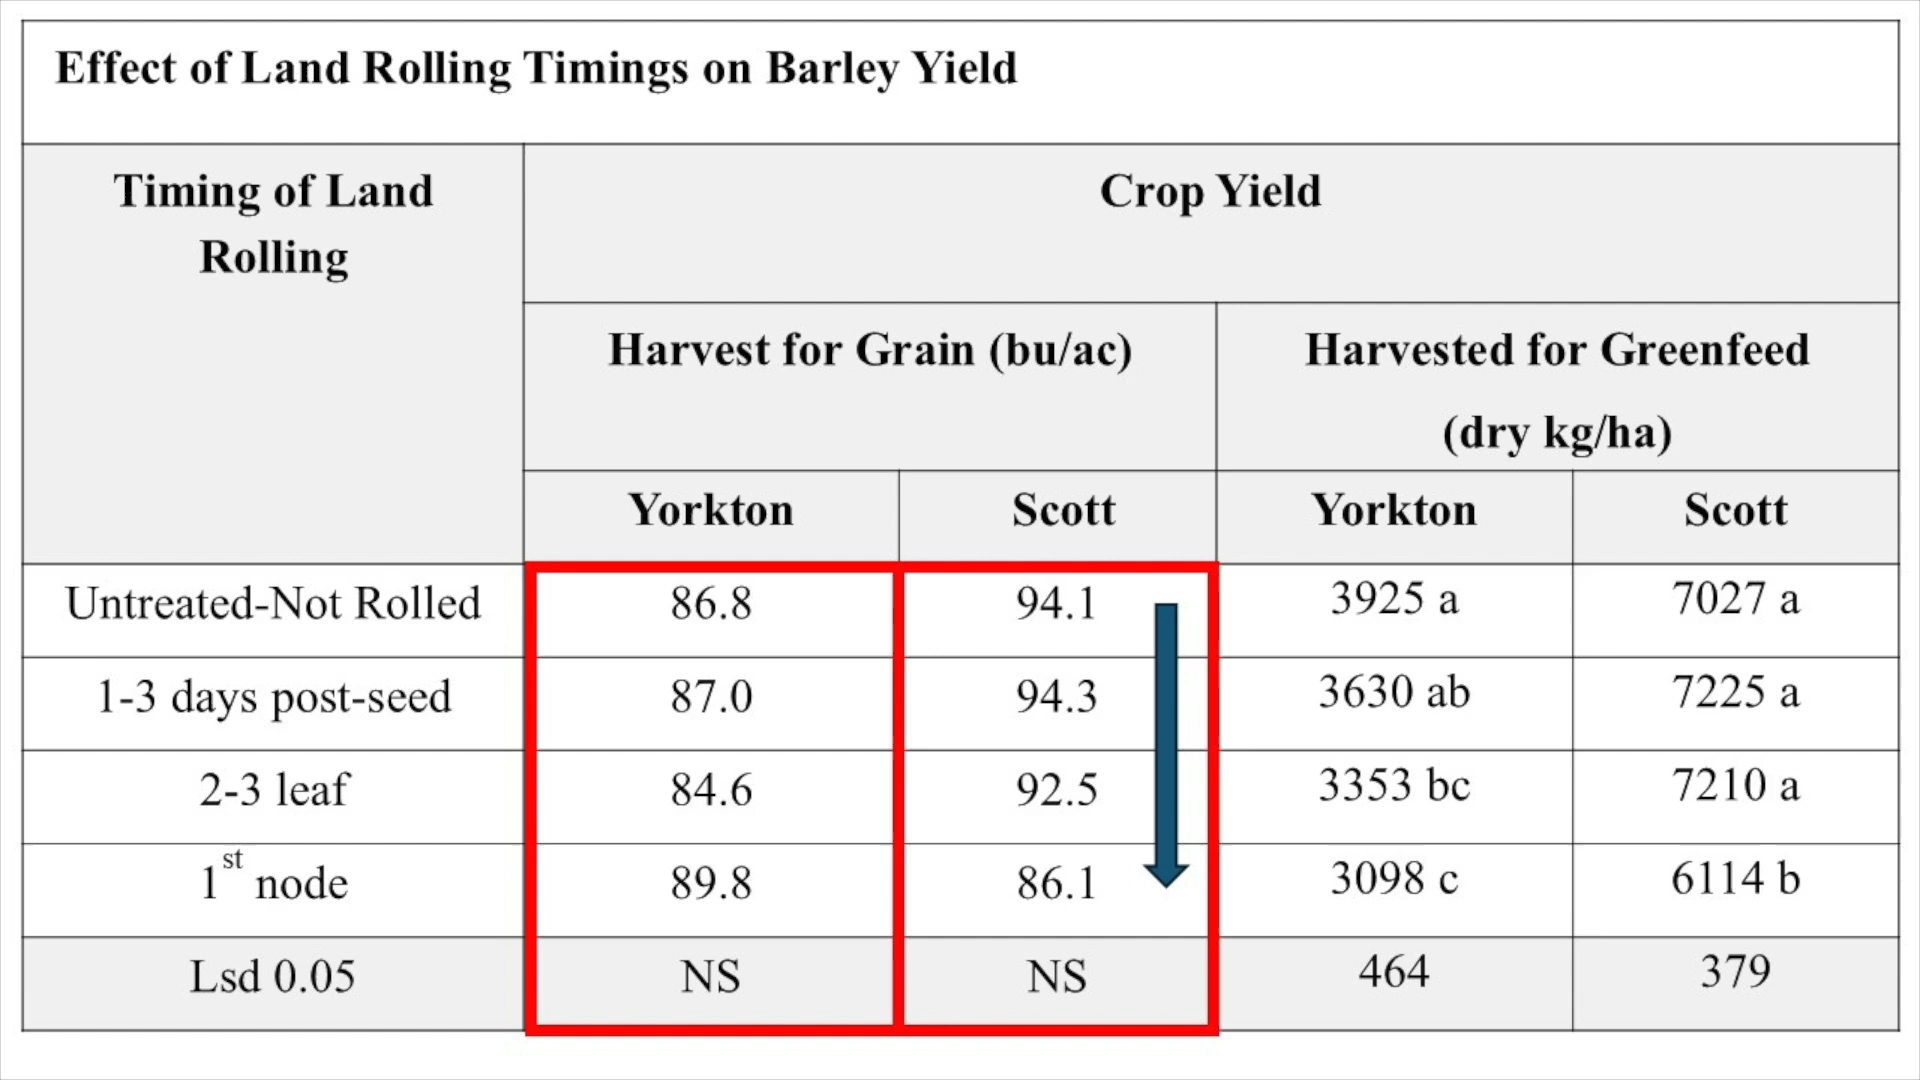 Effect of Land Rolling Timings on Barley Yield
Timing of Land
Rolling
Crop Yield
Harvest for Grain (bu/ac)
Harvested for Greenfeed
(dry kg/ha)
Yorkton Scott Yorkton Scott
Untreated-Not Rolled 86.8 94.1 3925 a 7027 a
1-3 days post-seed 87.0 94.3 3630 ab 7225 a
2-3 leaf 84.6 92.5 3353 bc 7210 a
1st node 89.8 86.1 3098 c 6114 b
Lsd 0.05 NS NS 464 379